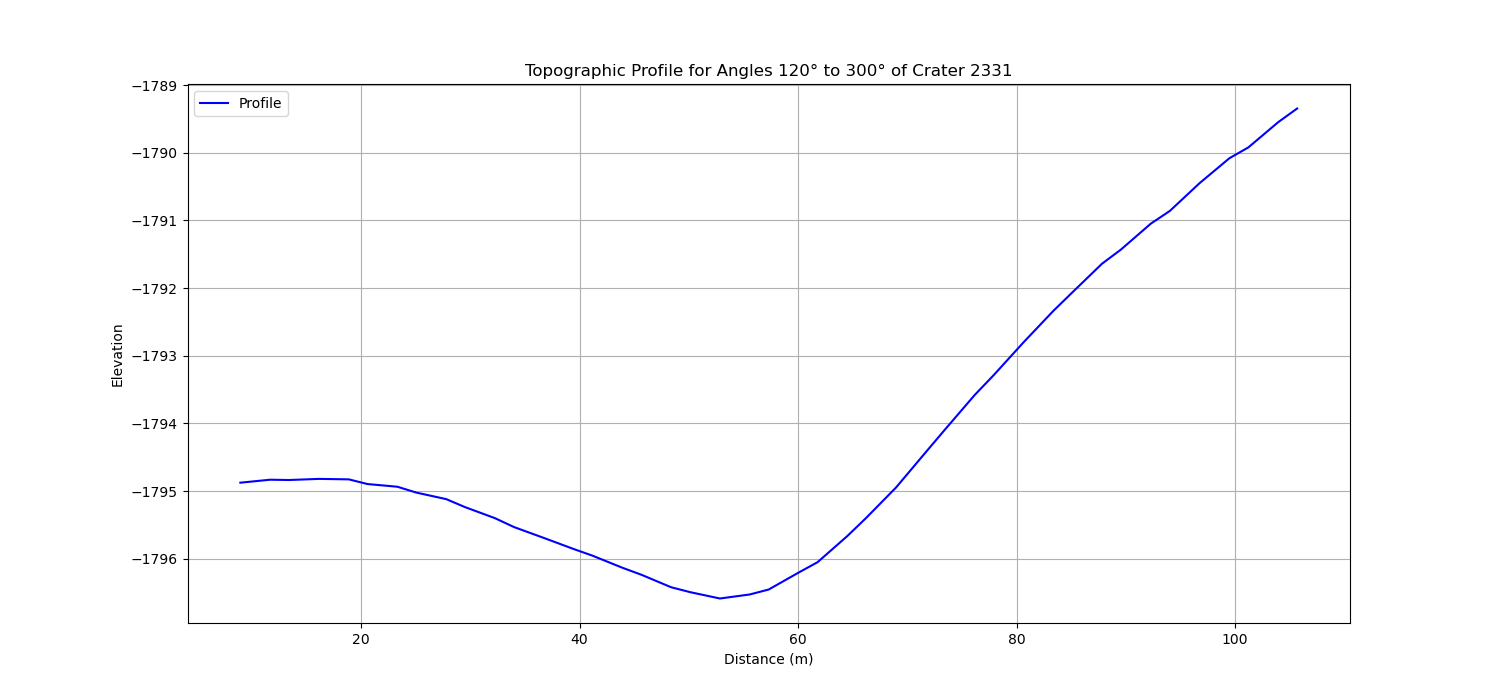 Topographic Profile for Angles 120° to 300° of Crater 2331
Profile
−1789
−1790
−1791
−1792
−1793
−1794
−1795
−1796
Elevation
20 40 60 80 100
Distance (m)